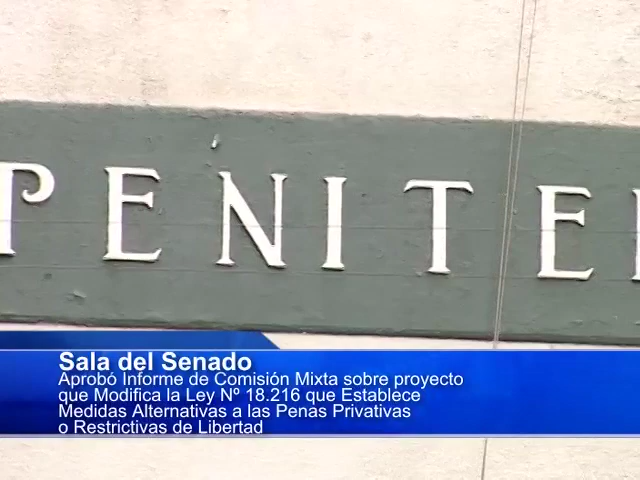 PENITE
Sala del Senado
Aprobó Informe de Comisión Mixta sobre proyecto
que Modifica la Ley Nº 18.216 que Establece
Medidas Alternativas a las Penas Privativas
o Restrictivas de Libertad